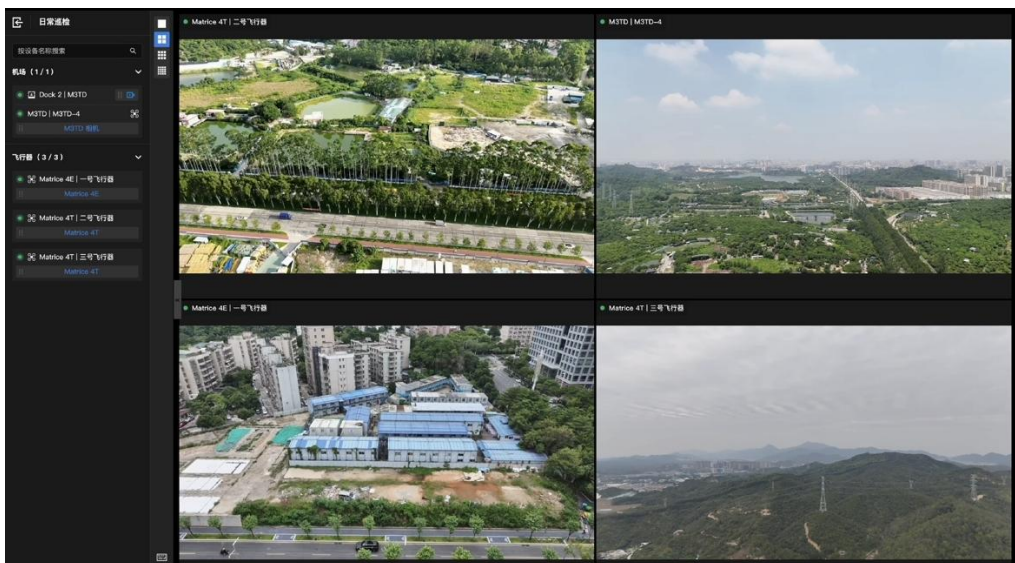 日常巡检
按设备名称搜索
机场（1/1）
Dock 2 | M3TD
M3TD | M3TD-4
M3TD 相机
飞行器（3/3）
Matrice 4E | 一号飞行器
Matrice 4E
Matrice 4T | 二号飞行器
Matrice 4T
Matrice 4T | 三号飞行器
Matrice 4T
Matrice 4T | 二号飞行器
M3TD | M3TD-4
Matrice 4E | 一号飞行器
Matrice 4T | 三号飞行器